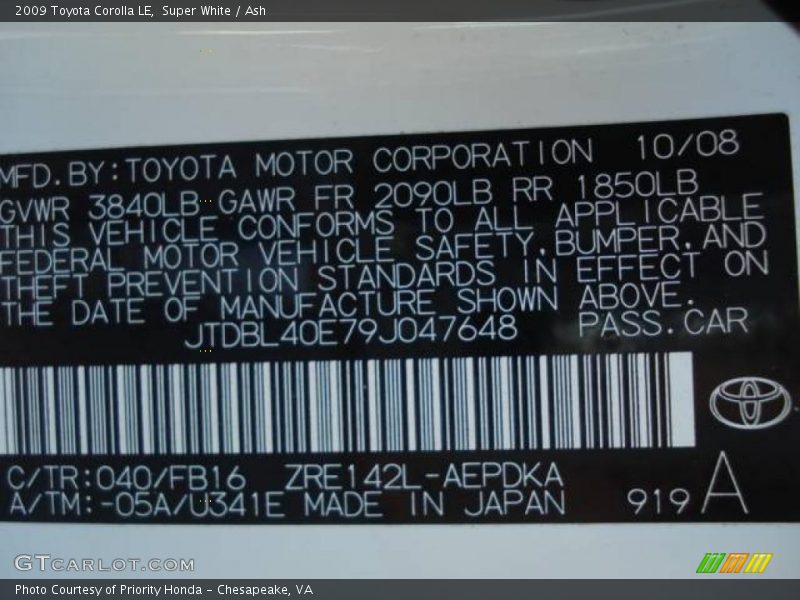 2009 Toyota Corolla LE, Super White / Ash
MFD.BY:TOYOTA MOTOR CORPORATION 10/08
GVWR 3840LB GAWR FR 2090LB RR 1850LB
THIS VEHICLE CONFORMS TO ALL APPLICABLE
FEDERAL MOTOR VEHICLE SAFETY,BUMPER,AND
THEFT PREVENTION STANDARDS IN EFFECT ON
THE DATE OF MANUFACTURE SHOWN ABOVE.
JTDBL40E79J047648 PASS.CAR
C/TR:040/FB16 ZRE142L-AEPDKA
A/TM:-05A/U341E MADE IN JAPAN 919 A
GTCARLOT.COM
Photo Courtesy of Priority Honda - Chesapeake, VA